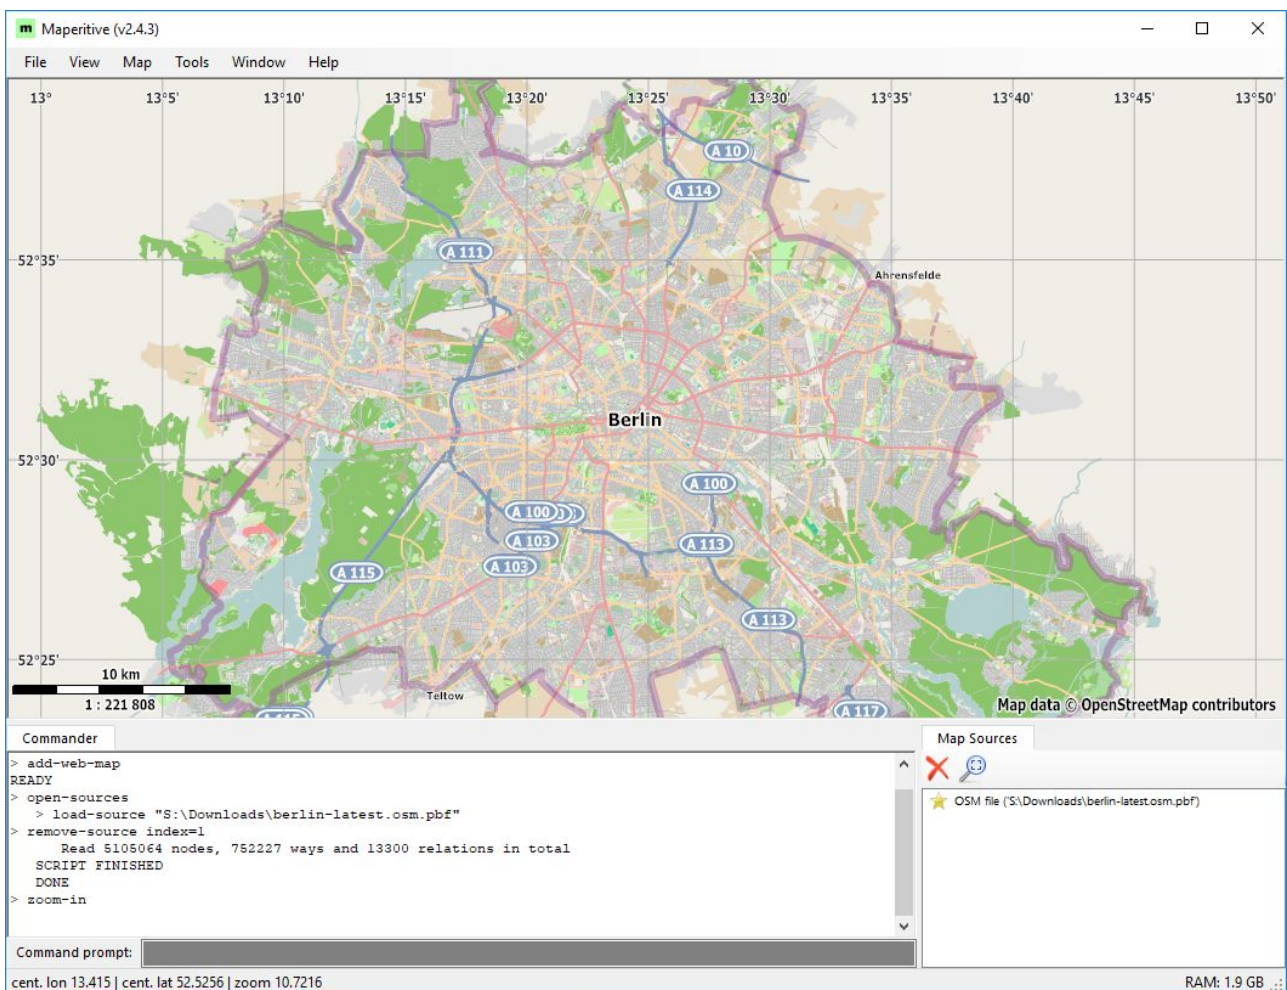 m Maperitive (v2.4.3)
File View Map Tools Window Help
13° 13°5' 13°10' 13°15' 13°20' 13°25' 13°30' 13°35' 13°40' 13°45' 13°50'
A 10
A 114
A 111
52°35'
Ahrensfelde
Berlin
52°30'
A 100
A 100
A 103
A 113
A 103
A 115
A 113
52°25'
10 km
Teltow
1 : 221 808
A 117
Map data © OpenStreetMap contributors
Commander
Map Sources
> add-web-map
READY
> open-sources
> load-source "S:\Downloads\berlin-latest.osm.pbf"
> remove-source index=1
Read 5105064 nodes, 752227 ways and 13300 relations in total
SCRIPT FINISHED
DONE
> zoom-in
OSM file ('S:\Downloads\berlin-latest.osm.pbf')
Command prompt:
cent. lon 13.415 | cent. lat 52.5256 | zoom 10.7216
RAM: 1.9 GB